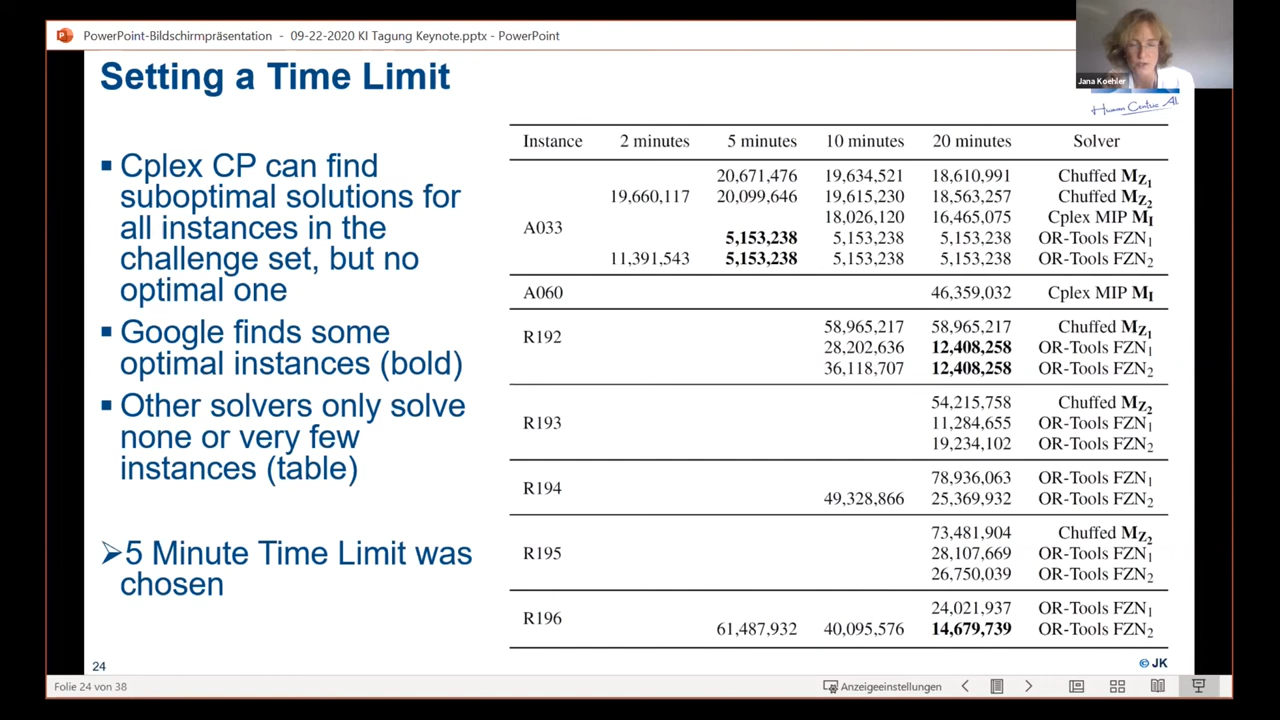 PowerPoint-Bildschirmpräsentation - 09-22-2020 KI Tagung Keynote.pptx - PowerPoint
Jana Koehler
Human Centric AI
Setting a Time Limit
▪ Cplex CP can find
suboptimal solutions for
all instances in the
challenge set, but no
optimal one
▪ Google finds some
optimal instances (bold)
▪ Other solvers only solve
none or very few
instances (table)
➢5 Minute Time Limit was
chosen
Instance 2 minutes 5 minutes 10 minutes 20 minutes Solver
A033
20,671,476 19,634,521 18,610,991 Chuffed MZ1
19,660,117 20,099,646 19,615,230 18,563,257 Chuffed MZ2
18,026,120 16,465,075 Cplex MIP MI
5,153,238 5,153,238 5,153,238 OR-Tools FZN1
11,391,543 5,153,238 5,153,238 5,153,238 OR-Tools FZN2
A060 46,359,032 Cplex MIP MI
R192
58,965,217 58,965,217 Chuffed MZ1
28,202,636 12,408,258 OR-Tools FZN1
36,118,707 12,408,258 OR-Tools FZN2
R193
54,215,758 Chuffed MZ2
11,284,655 OR-Tools FZN1
19,234,102 OR-Tools FZN2
R194
78,936,063 OR-Tools FZN1
49,328,866 25,369,932 OR-Tools FZN2
R195
73,481,904 Chuffed MZ2
28,107,669 OR-Tools FZN1
26,750,039 OR-Tools FZN2
R196
24,021,937 OR-Tools FZN1
61,487,932 40,095,576 14,679,739 OR-Tools FZN2
24
© JK
Folie 24 von 38
Anzeigeeinstellungen